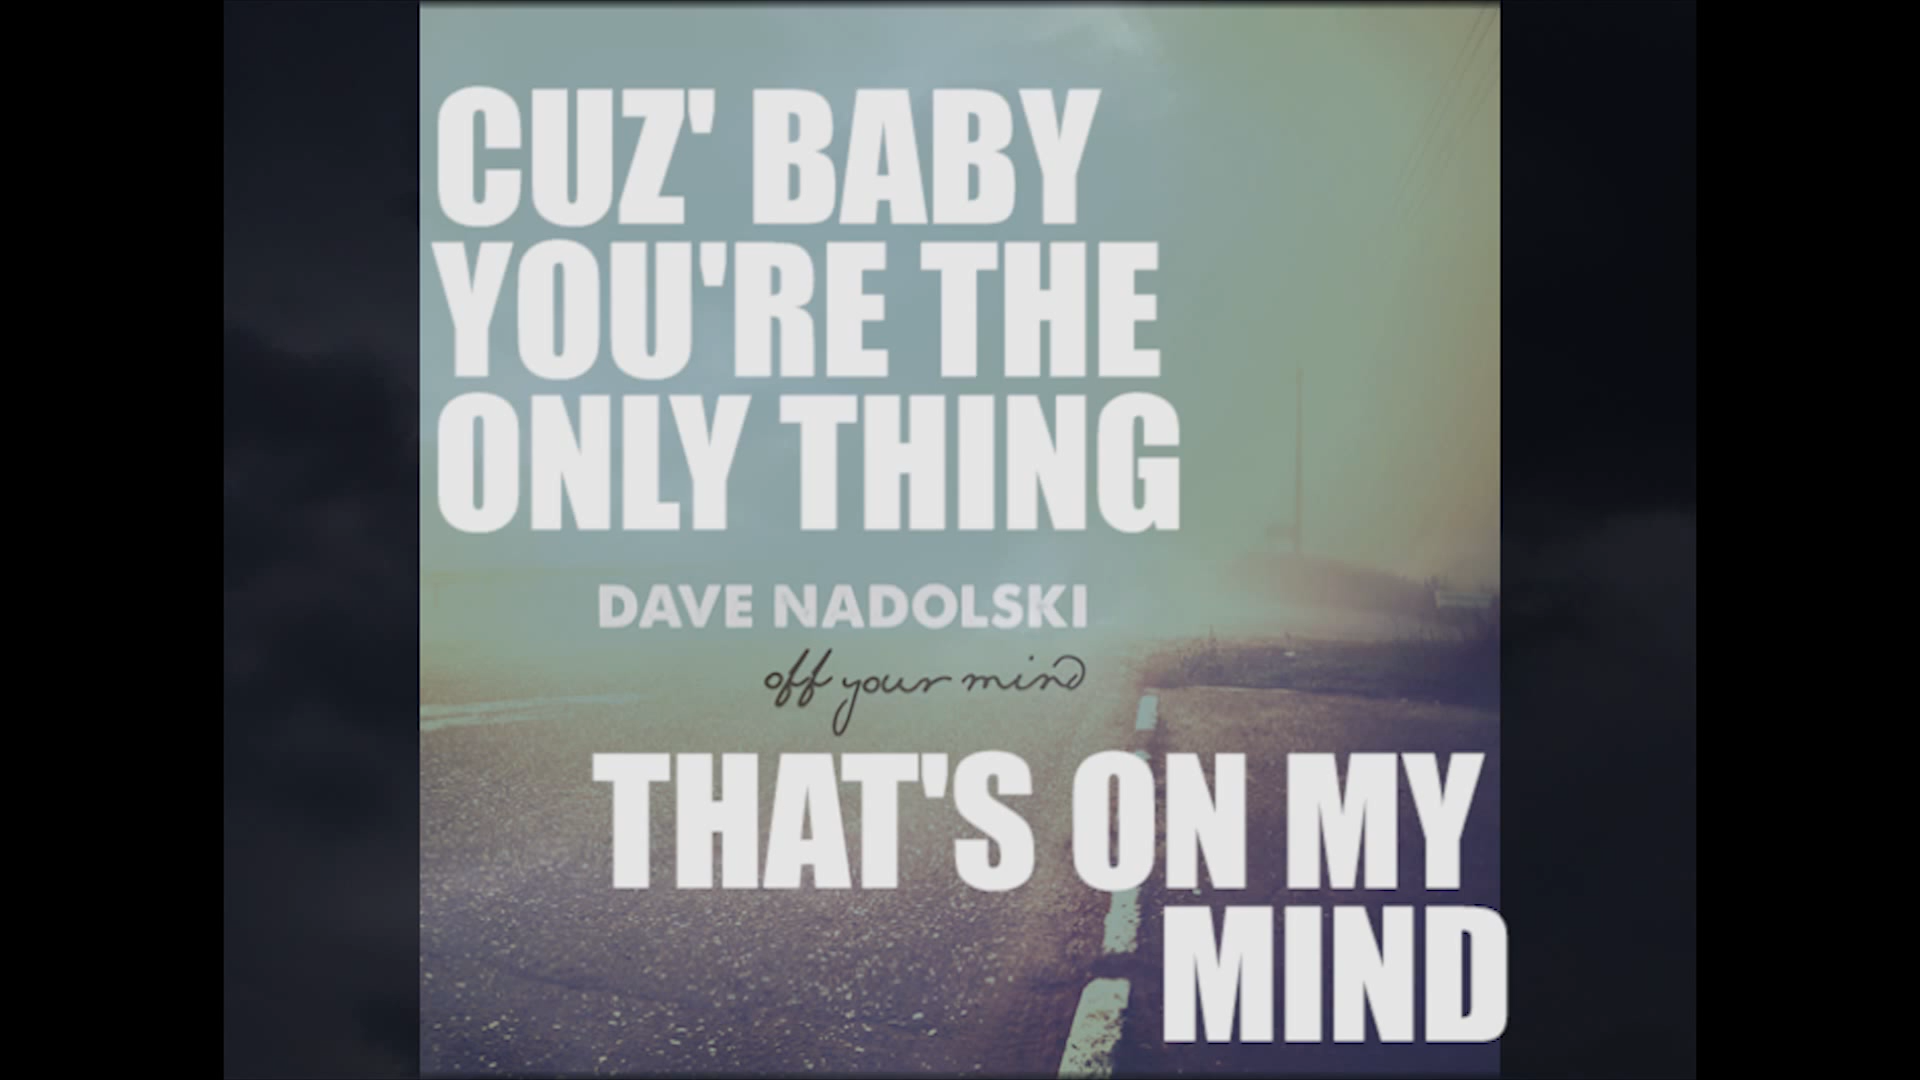 CUZ' BABY
YOU'RE THE
ONLY THING
DAVE NADOLSKI
off your mind
THAT'S ON MY
MIND